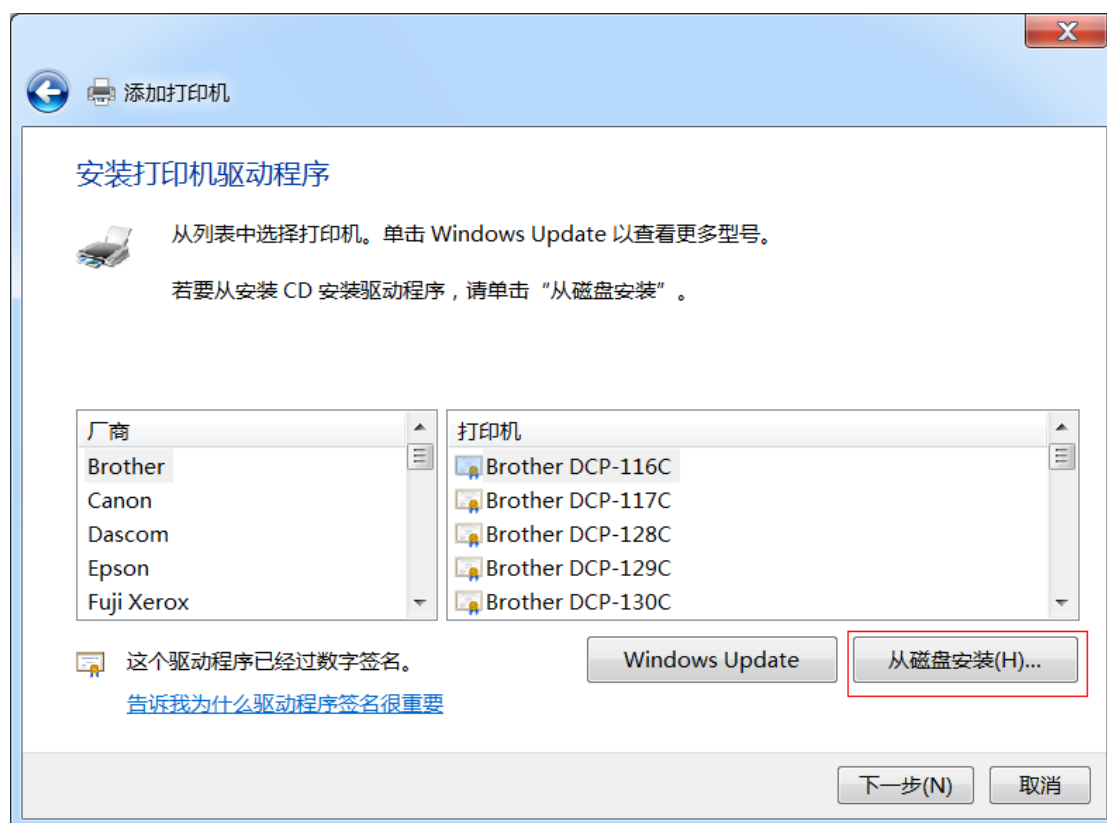 添加打印机
安装打印机驱动程序
从列表中选择打印机。单击 Windows Update 以查看更多型号。
若要从安装 CD 安装驱动程序，请单击“从磁盘安装”。
厂商
Brother
Canon
Dascom
Epson
Fuji Xerox
打印机
Brother DCP-116C
Brother DCP-117C
Brother DCP-128C
Brother DCP-129C
Brother DCP-130C
这个驱动程序已经过数字签名。
Windows Update
从磁盘安装(H)...
告诉我为什么驱动程序签名很重要
下一步(N)
取消